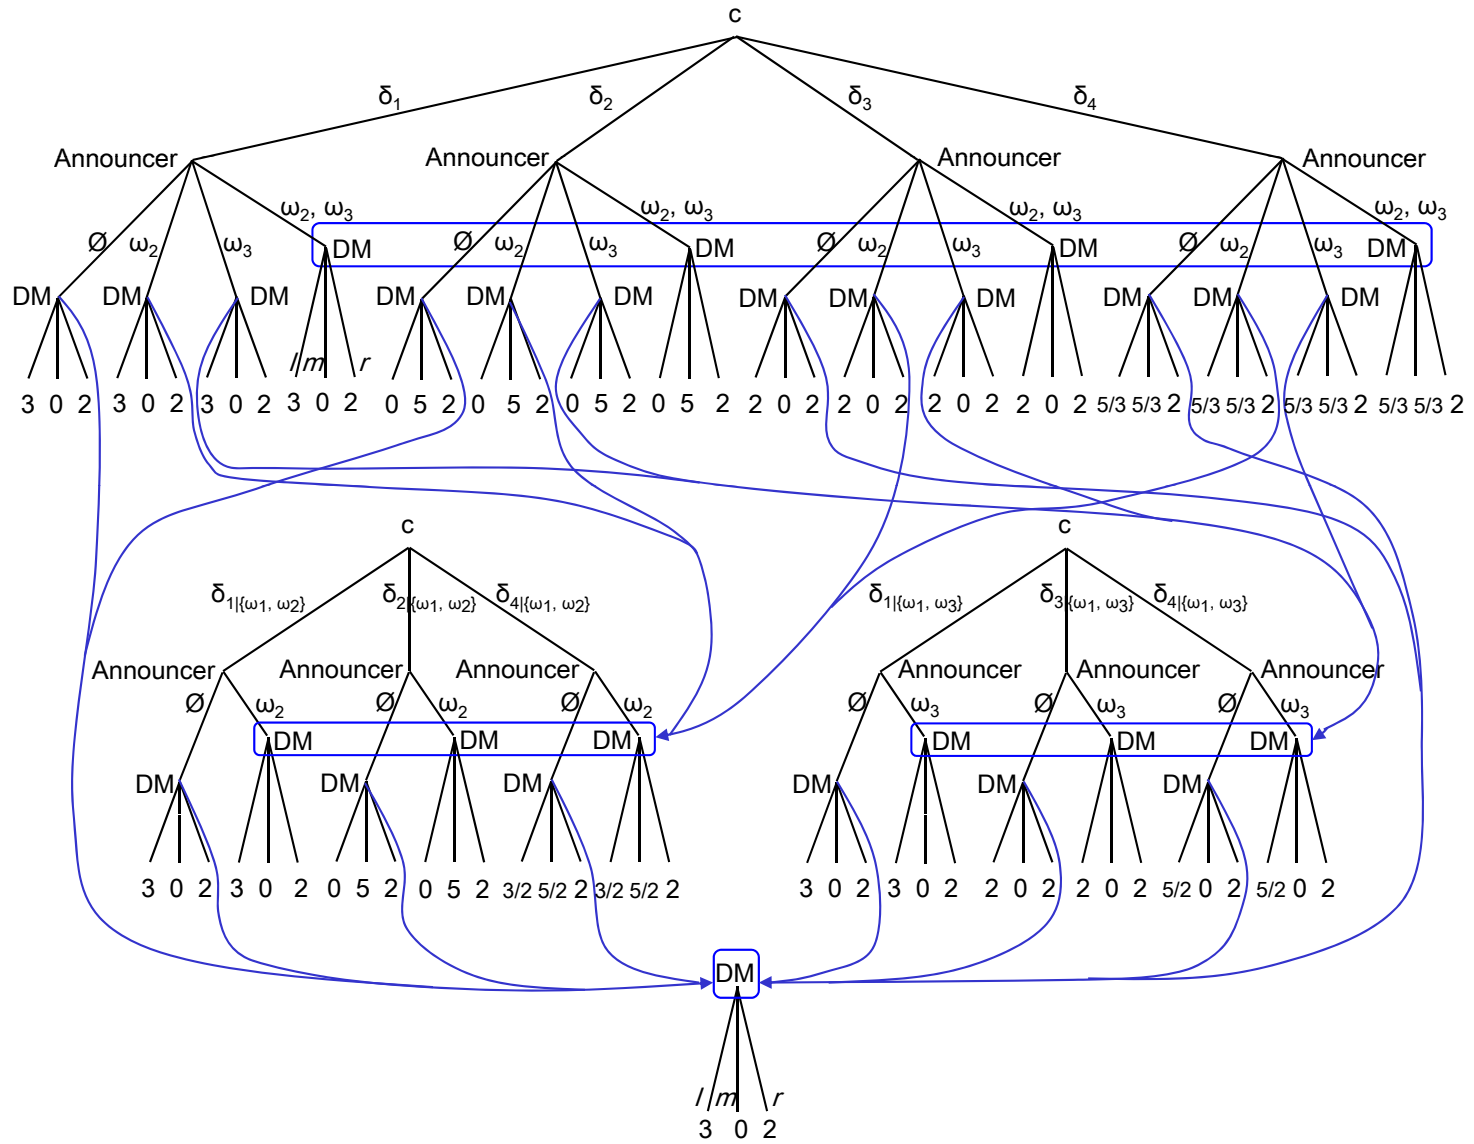 c
δ1 δ2 δ3 δ4
Announcer Announcer Announcer Announcer
ω2, ω3 ω2, ω3 ω2, ω3 ω2, ω3
Ø ω2 ω3 DM Ø ω2 ω3 DM Ø ω2 ω3 DM Ø ω2 ω3 DM
DM DM DM DM DM DM DM DM DM DM DM DM
l m r
3 0 2 3 0 2 3 0 2 3 0 2 0 5 2 0 5 2 0 5 2 0 5 2 2 0 2 2 0 2 2 0 2 2 0 2 5/3 5/3 2 5/3 5/3 2 5/3 5/3 2 5/3 5/3 2
c c
δ1|{ω1, ω2} δ2|{ω1, ω2} δ4|{ω1, ω2} δ1|{ω1, ω3} δ3|{ω1, ω3} δ4|{ω1, ω3}
Announcer Announcer Announcer Announcer Announcer Announcer
Ø ω2 Ø ω2 Ø ω2 Ø ω3 Ø ω3 Ø ω3
DM DM DM DM DM DM
DM DM DM DM DM DM
3 0 2 3 0 2 0 5 2 0 5 2 3/2 5/2 2 3/2 5/2 2 3 0 2 3 0 2 2 0 2 2 0 2 5/2 0 2 5/2 0 2
DM
l m r
3 0 2